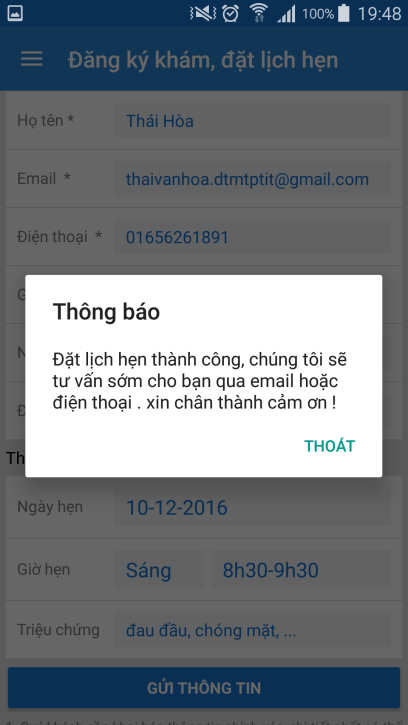 100% 19:48
Đăng ký khám, đặt lịch hẹn
Họ tên * Thái Hòa
Email * thaivanhoa.dtmtptit@gmail.com
Điện thoại * 01656261891
G
Thông báo
N
Đặt lịch hẹn thành công, chúng tôi sẽ
tư vấn sớm cho bạn qua email hoặc
điện thoại . xin chân thành cảm ơn !
Đ
THOÁT
Th
Ngày hẹn 10-12-2016
Giờ hẹn Sáng 8h30-9h30
Triệu chứng đau đầu, chóng mặt, ...
GỬI THÔNG TIN